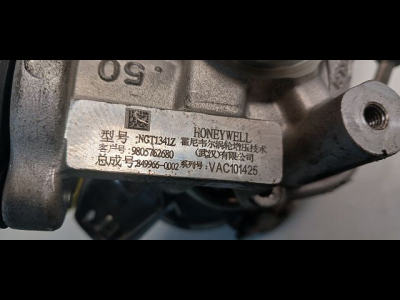 .50
HONEYWELL
型号: NGT1341Z 霍尼韦尔涡轮增压技术
客户号: 9805762680 (武汉)有限公司
总成号: 849966-0002 系列号: VAC101425